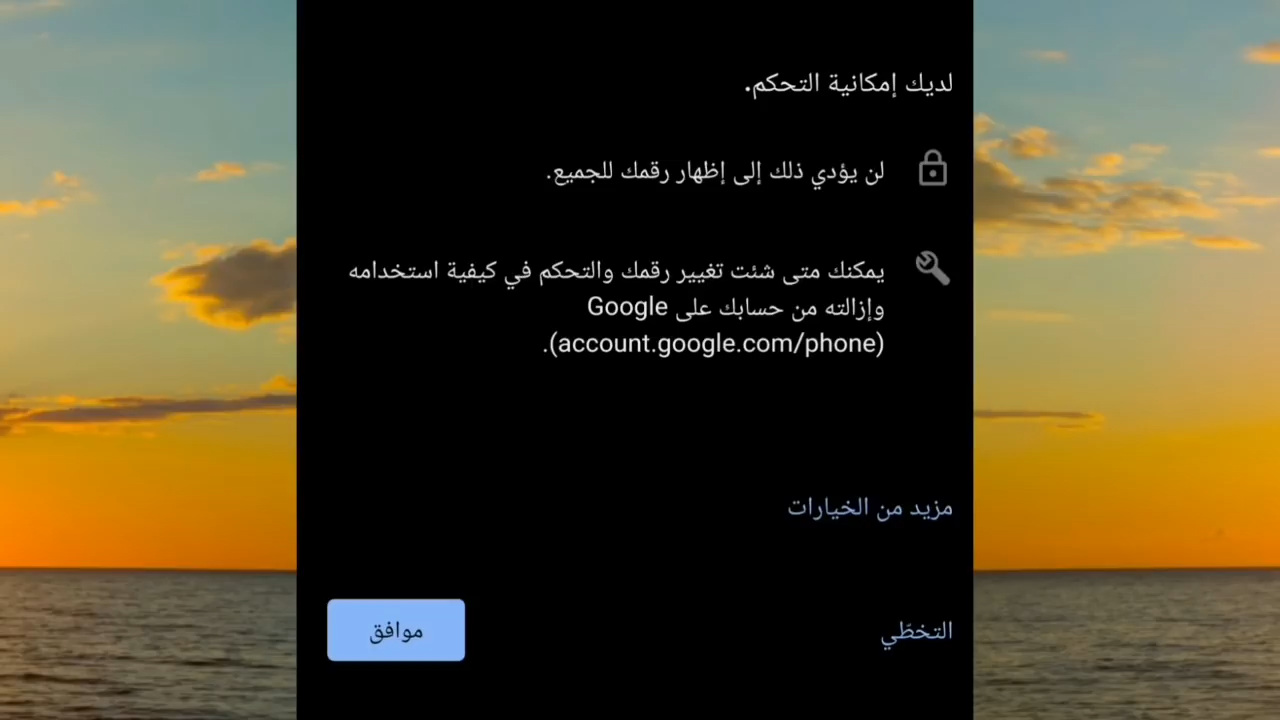 لديك إمكانية التحكم.
لن يؤدي ذلك إلى إظهار رقمك للجميع.
يمكنك متى شئت تغيير رقمك والتحكم في كيفية استخدامه
وإزالته من حسابك على Google
(account.google.com/phone).
مزيد من الخيارات
التخطّي
موافق